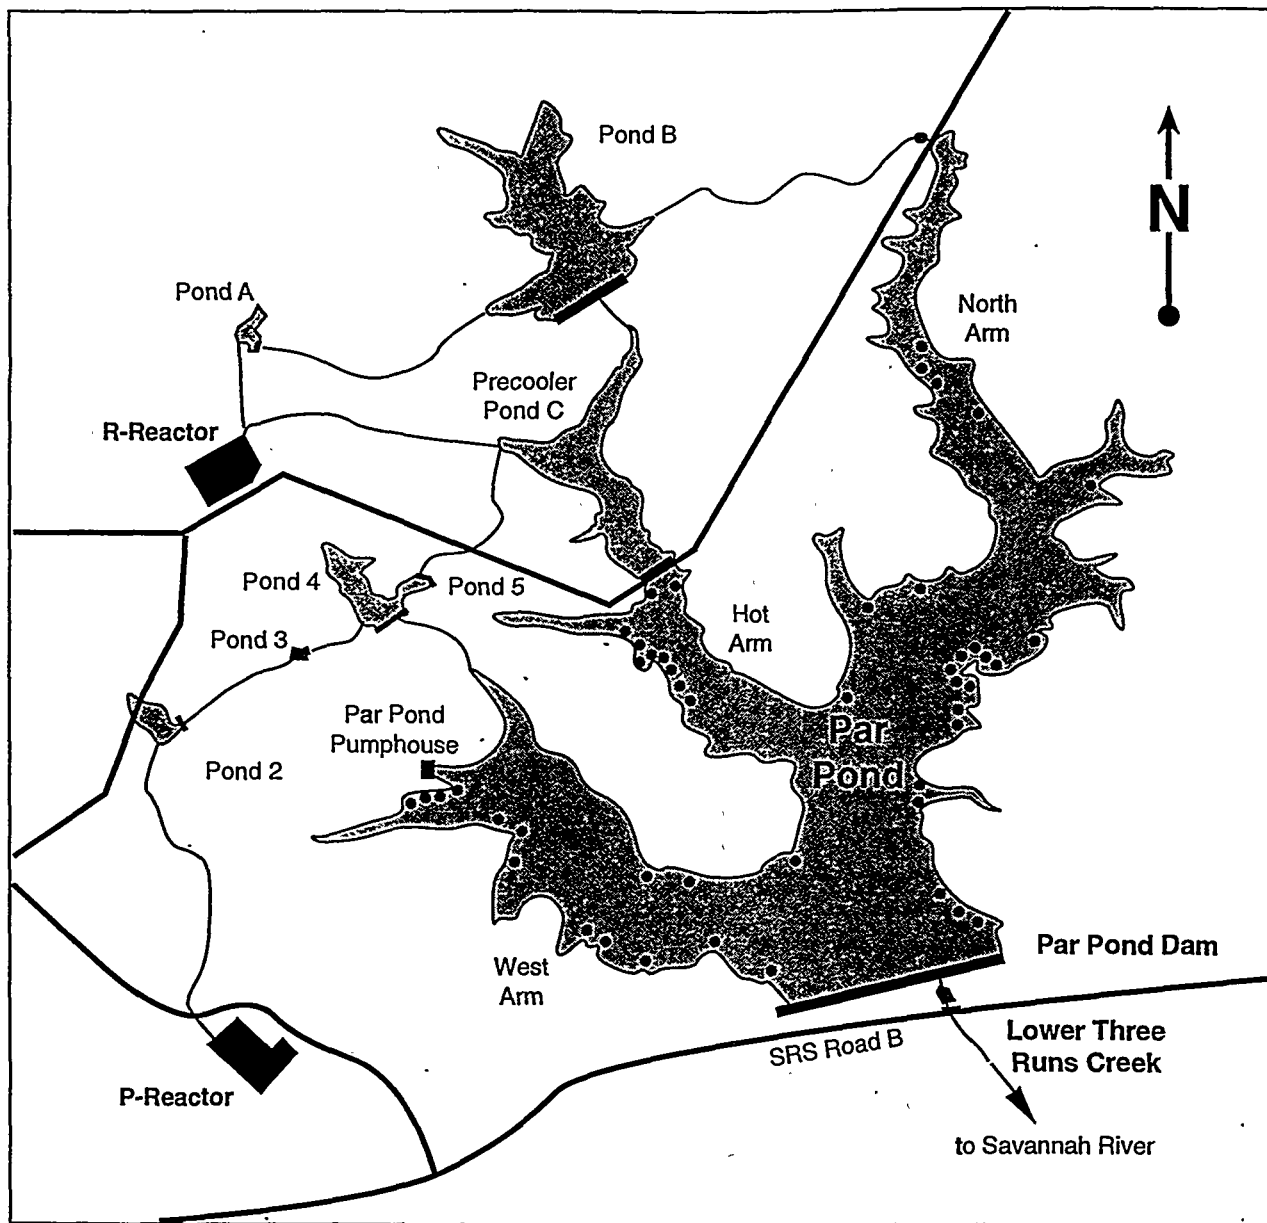 Pond B
N
Pond A
North
Arm
Precooler
Pond C
R-Reactor
Pond 4
Pond 5
Hot
Arm
Pond 3
Par Pond
Pumphouse
Par
Pond
Pond 2
West
Arm
Par Pond Dam
SRS Road B
Lower Three
Runs Creek
P-Reactor
to Savannah River